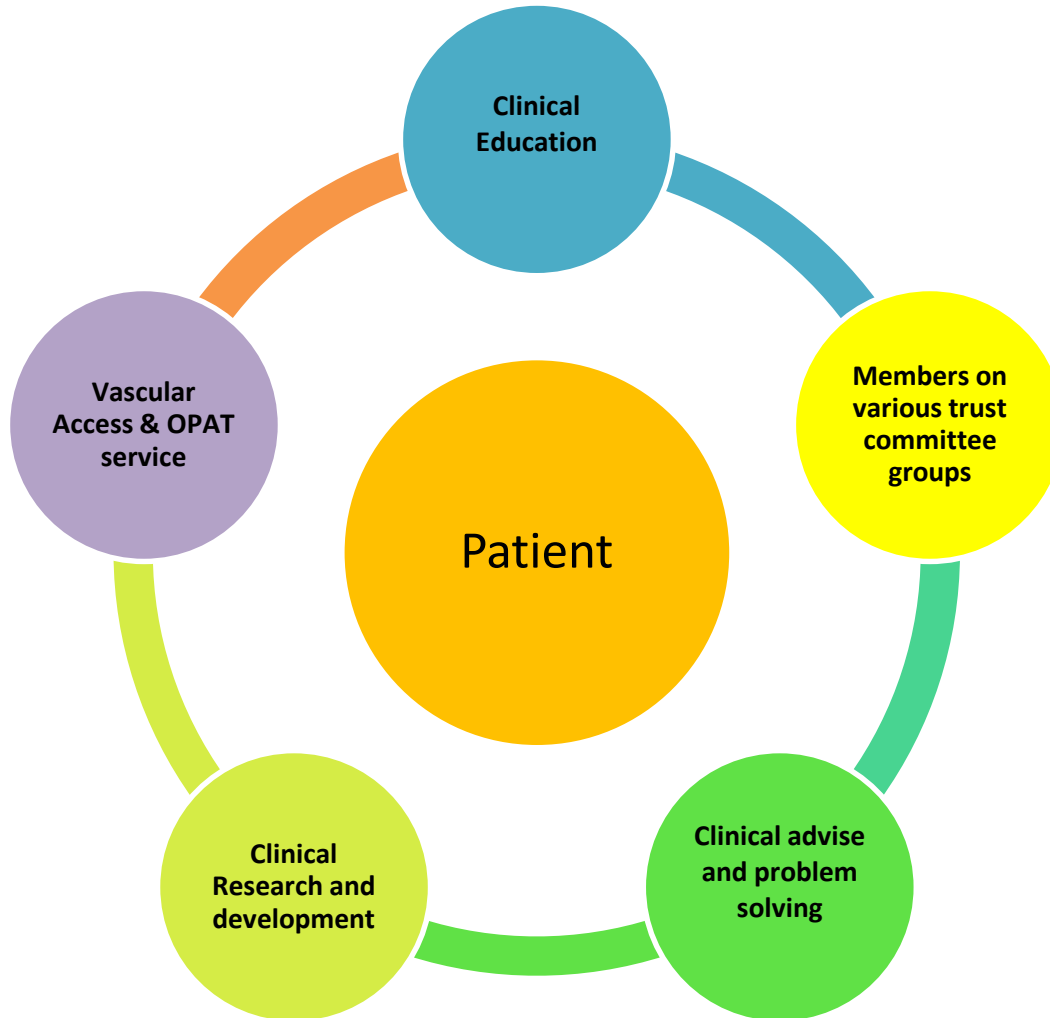 Clinical
Education
Members on
various trust
committee
groups
Vascular
Access & OPAT
service
Patient
Clinical advise
and problem
solving
Clinical
Research and
development